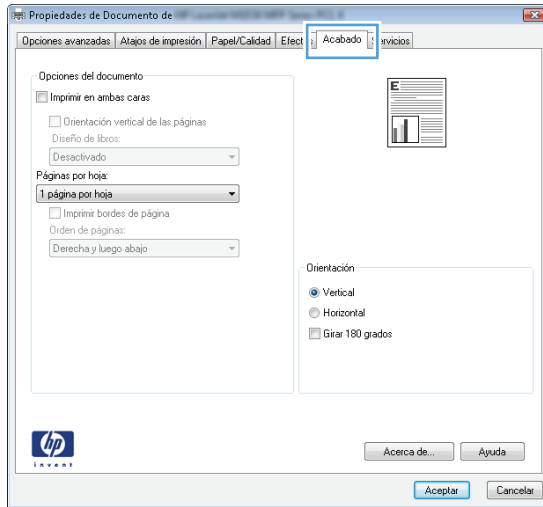 Propiedades de Documento de
Opciones avanzadas Atajos de impresión Papel/Calidad Acabado
Opciones del documento
Imprimir en ambas caras
Orientación vertical de las páginas
Diseño de libros:
Desactivado
Páginas por hoja:
1 página por hoja
Imprimir bordes de página
Orden de páginas:
Derecha y luego abajo
E
Orientación
Vertical
Horizontal
Girar 180 grados
hp
invent
Acerca de... Ayuda
Aceptar Cancelar